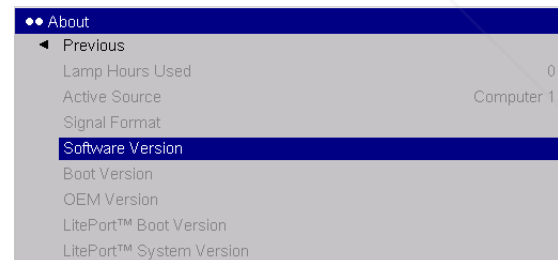 ●● About
◄ Previous
Lamp Hours Used 0
Active Source Computer 1
Signal Format
Software Version
Boot Version
OEM Version
LitePort™ Boot Version
LitePort™ System Version